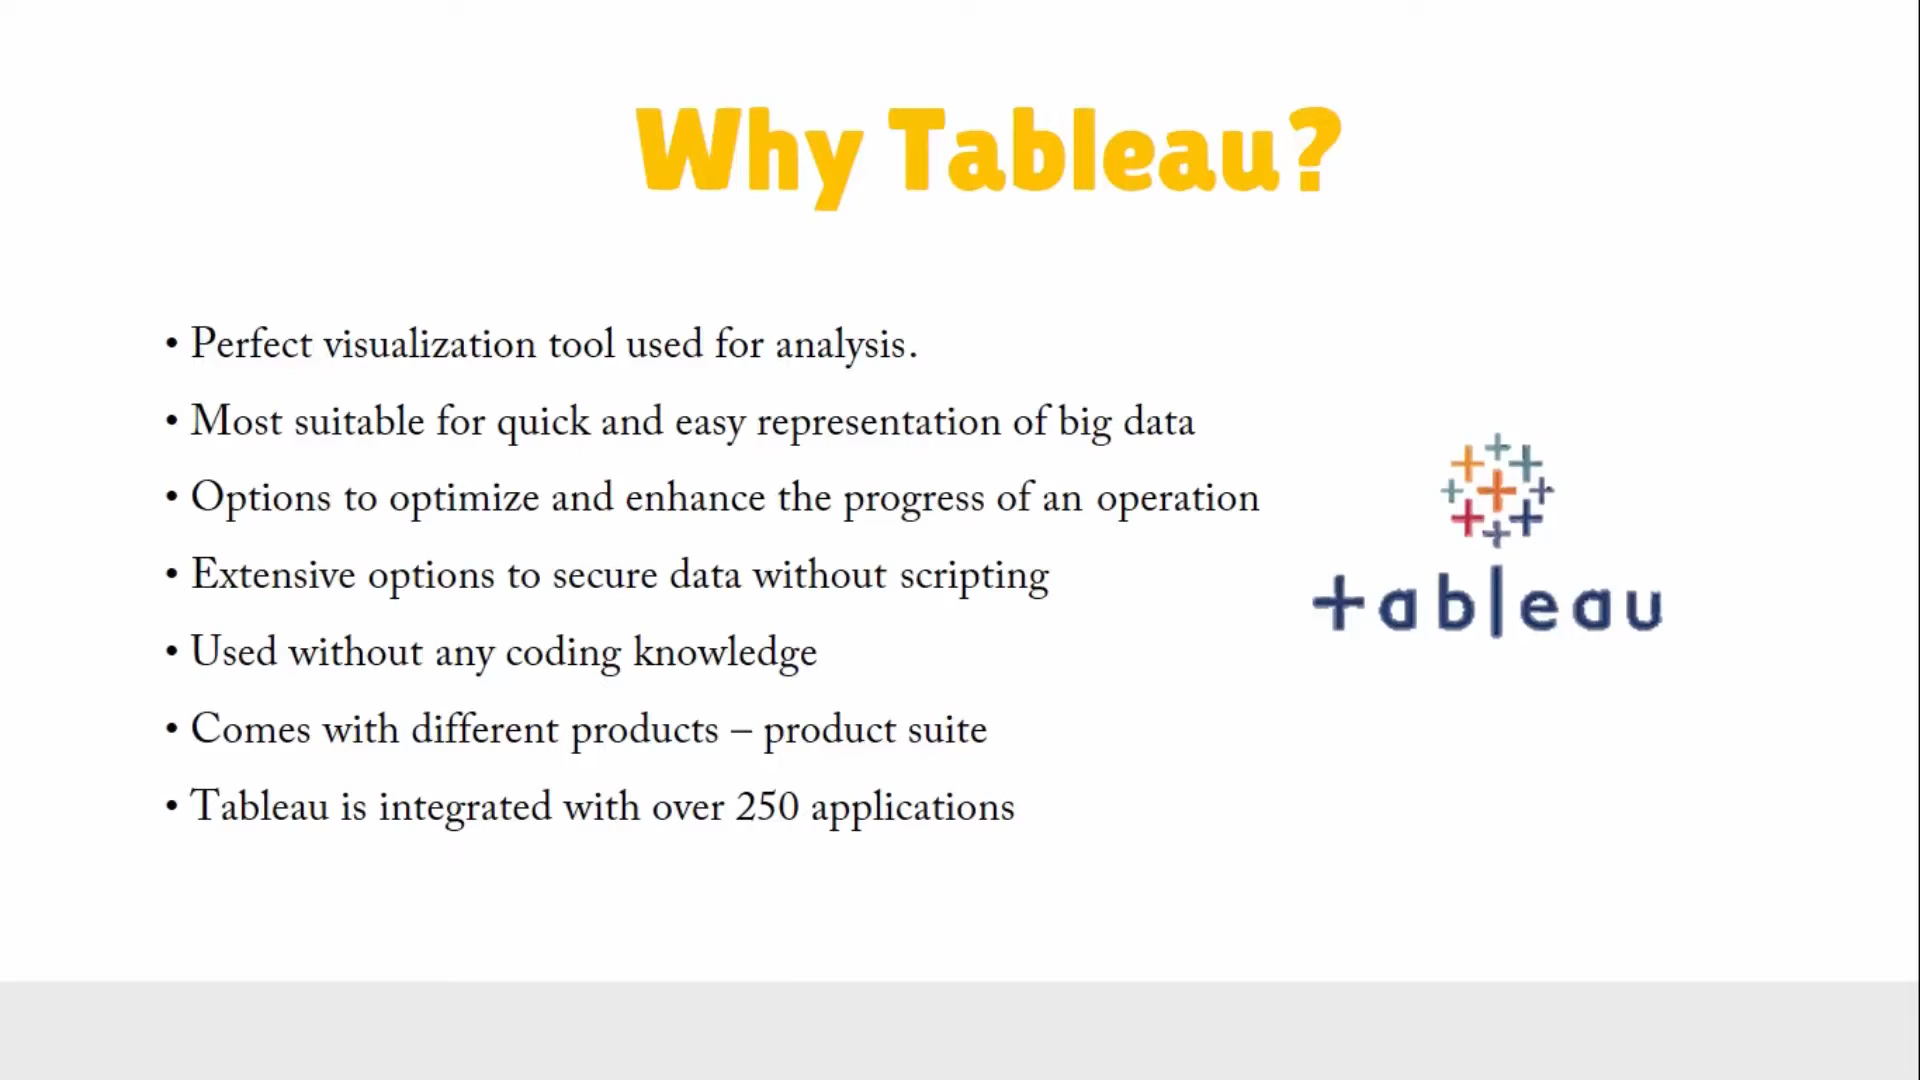 Why Tableau?
• Perfect visualization tool used for analysis.
• Most suitable for quick and easy representation of big data
• Options to optimize and enhance the progress of an operation
• Extensive options to secure data without scripting
• Used without any coding knowledge
• Comes with different products – product suite
• Tableau is integrated with over 250 applications
tableau